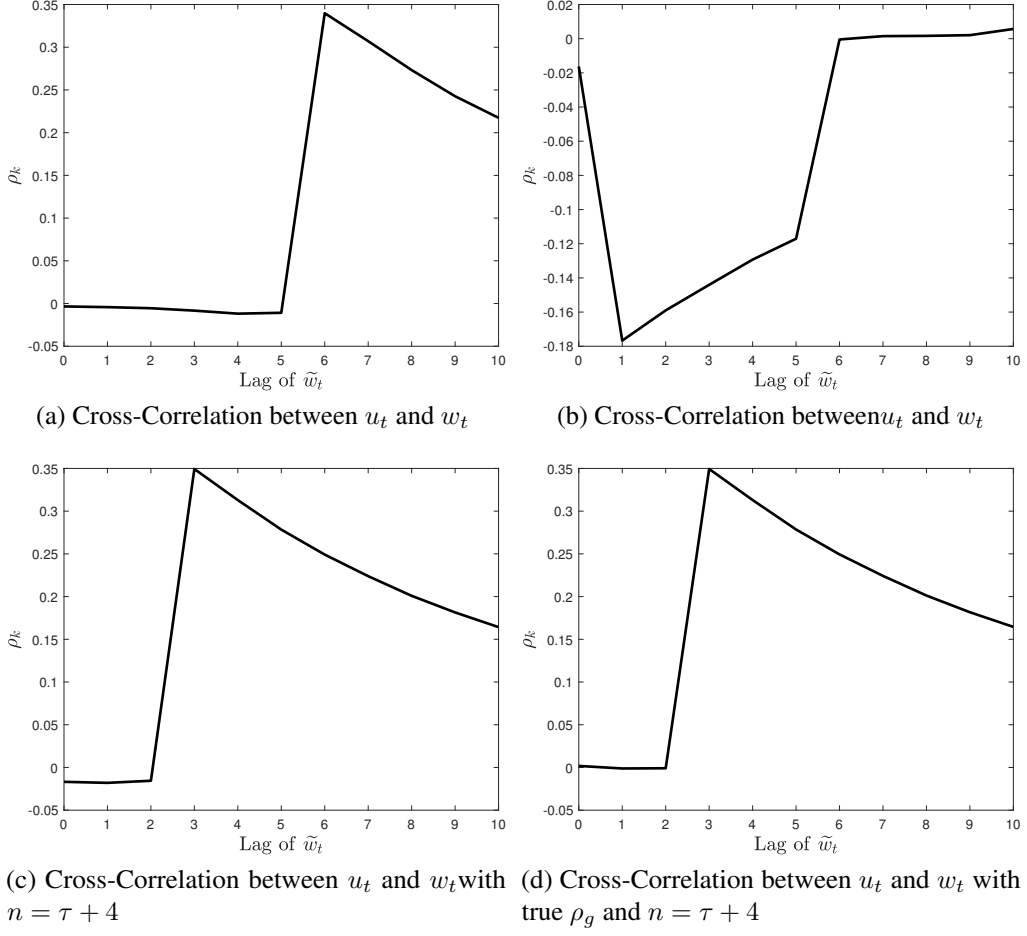 0.35
0.3
0.25
0.2
0.15
0.1
0.05
0
-0.05
ρ_k
0 1 2 3 4 5 6 7 8 9 10
Lag of w̃_t
(a) Cross-Correlation between u_t and w_t
0.02
0
-0.02
-0.04
-0.06
-0.08
-0.1
-0.12
-0.14
-0.16
-0.18
ρ_k
0 1 2 3 4 5 6 7 8 9 10
Lag of w̃_t
(b) Cross-Correlation betweenu_t and w_t
0.35
0.3
0.25
0.2
0.15
0.1
0.05
0
-0.05
ρ_k
0 1 2 3 4 5 6 7 8 9 10
Lag of w̃_t
(c) Cross-Correlation between u_t and w_twith
n = τ + 4
0.35
0.3
0.25
0.2
0.15
0.1
0.05
0
-0.05
ρ_k
0 1 2 3 4 5 6 7 8 9 10
Lag of w̃_t
(d) Cross-Correlation between u_t and w_t with
true ρ_g and n = τ + 4